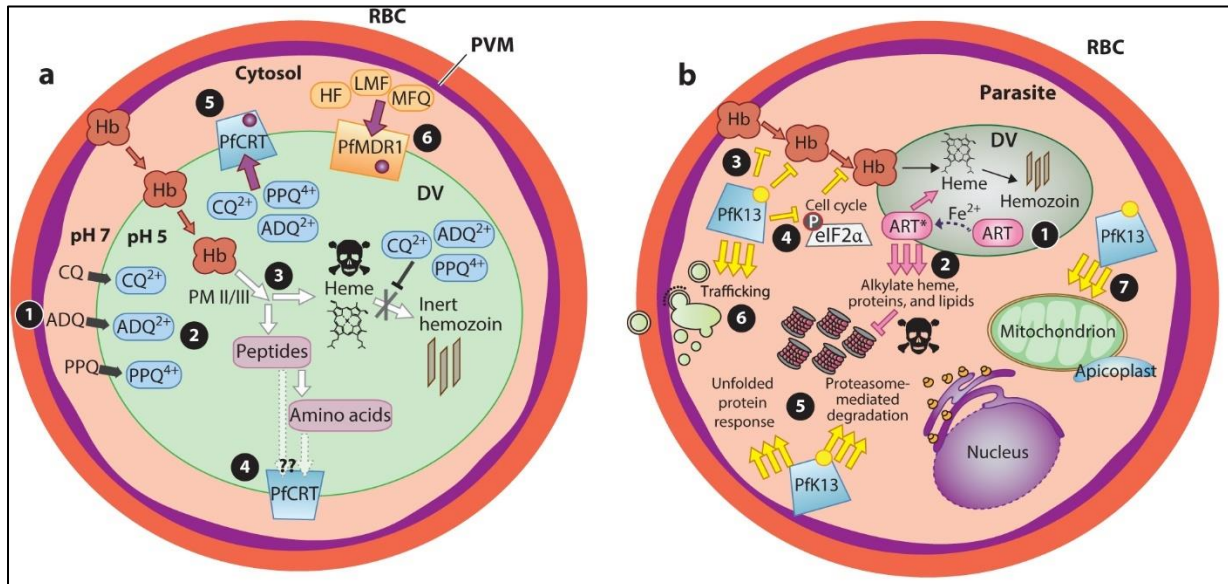 RBC
PVM
a
Cytosol
HF
LMF
MFQ
5
PfCRT
PfMDR1
6
Hb
Hb
Hb
CQ2+
PPQ4+
ADQ2+
DV
pH 7
pH 5
CQ
CQ2+
1
ADQ
ADQ2+
2
PPQ
PPQ4+
PM II/III
3
CQ2+
ADQ2+
PPQ4+
Heme
Inert
hemozoin
Peptides
Amino acids
4
??
PfCRT
b
RBC
Parasite
Hb
Hb
Hb
3
DV
Heme
Hemozoin
Fe2+
ART*
ART
1
PfK13
4
Cell cycle
P
eIF2α
2
Alkylate heme,
proteins, and lipids
Trafficking
6
PfK13
7
Mitochondrion
Apicoplast
Unfolded
protein
response
5
Proteasome-
mediated
degradation
PfK13
Nucleus